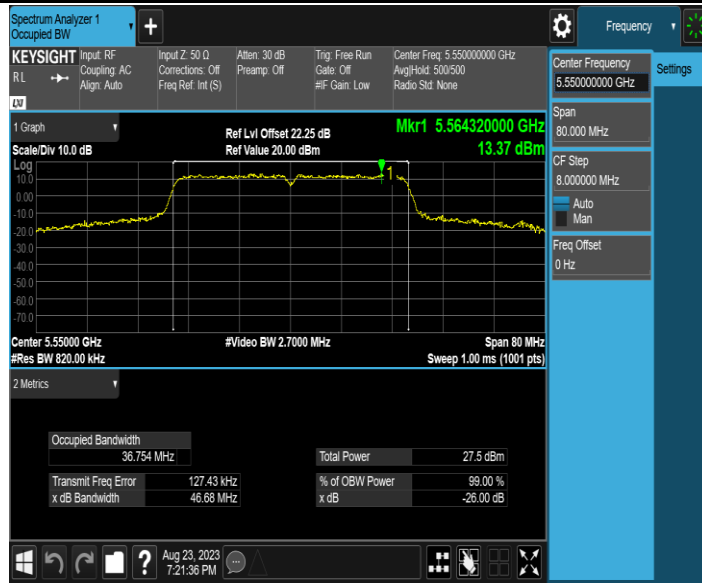 Spectrum Analyzer 1
Occupied BW
+
Frequency
KEYSIGHT
RL
LXI
Input: RF
Coupling: AC
Align: Auto
Input Z: 50 Ω
Corrections: Off
Freq Ref: Int (S)
Atten: 30 dB
Preamp: Off
Trig: Free Run
Gate: Off
#IF Gain: Low
Center Freq: 5.550000000 GHz
Avg|Hold: 500/500
Radio Std: None
Center Frequency
5.550000000 GHz
Settings
Span
80.000 MHz
CF Step
8.000000 MHz
Auto
Man
Freq Offset
0 Hz
1 Graph
Scale/Div 10.0 dB
Ref Lvl Offset 22.25 dB
Ref Value 20.00 dBm
Mkr1 5.564320000 GHz
13.37 dBm
Log
10.0
0.00
-10.0
-20.0
-30.0
-40.0
-50.0
-60.0
-70.0
1
Center 5.55000 GHz
#Res BW 820.00 kHz
#Video BW 2.7000 MHz
Span 80 MHz
Sweep 1.00 ms (1001 pts)
2 Metrics
Occupied Bandwidth
36.754 MHz
Total Power 27.5 dBm
Transmit Freq Error 127.43 kHz
% of OBW Power 99.00 %
x dB Bandwidth 46.68 MHz
x dB -26.00 dB
?
Aug 23, 2023
7:21:36 PM